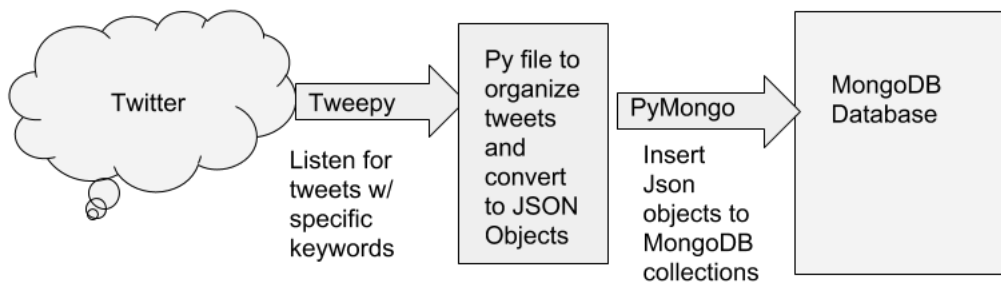 Twitter
Tweepy
Listen for
tweets w/
specific
keywords
Py file to
organize
tweets
and
convert
to JSON
Objects
PyMongo
Insert
Json
objects to
MongoDB
collections
MongoDB
Database